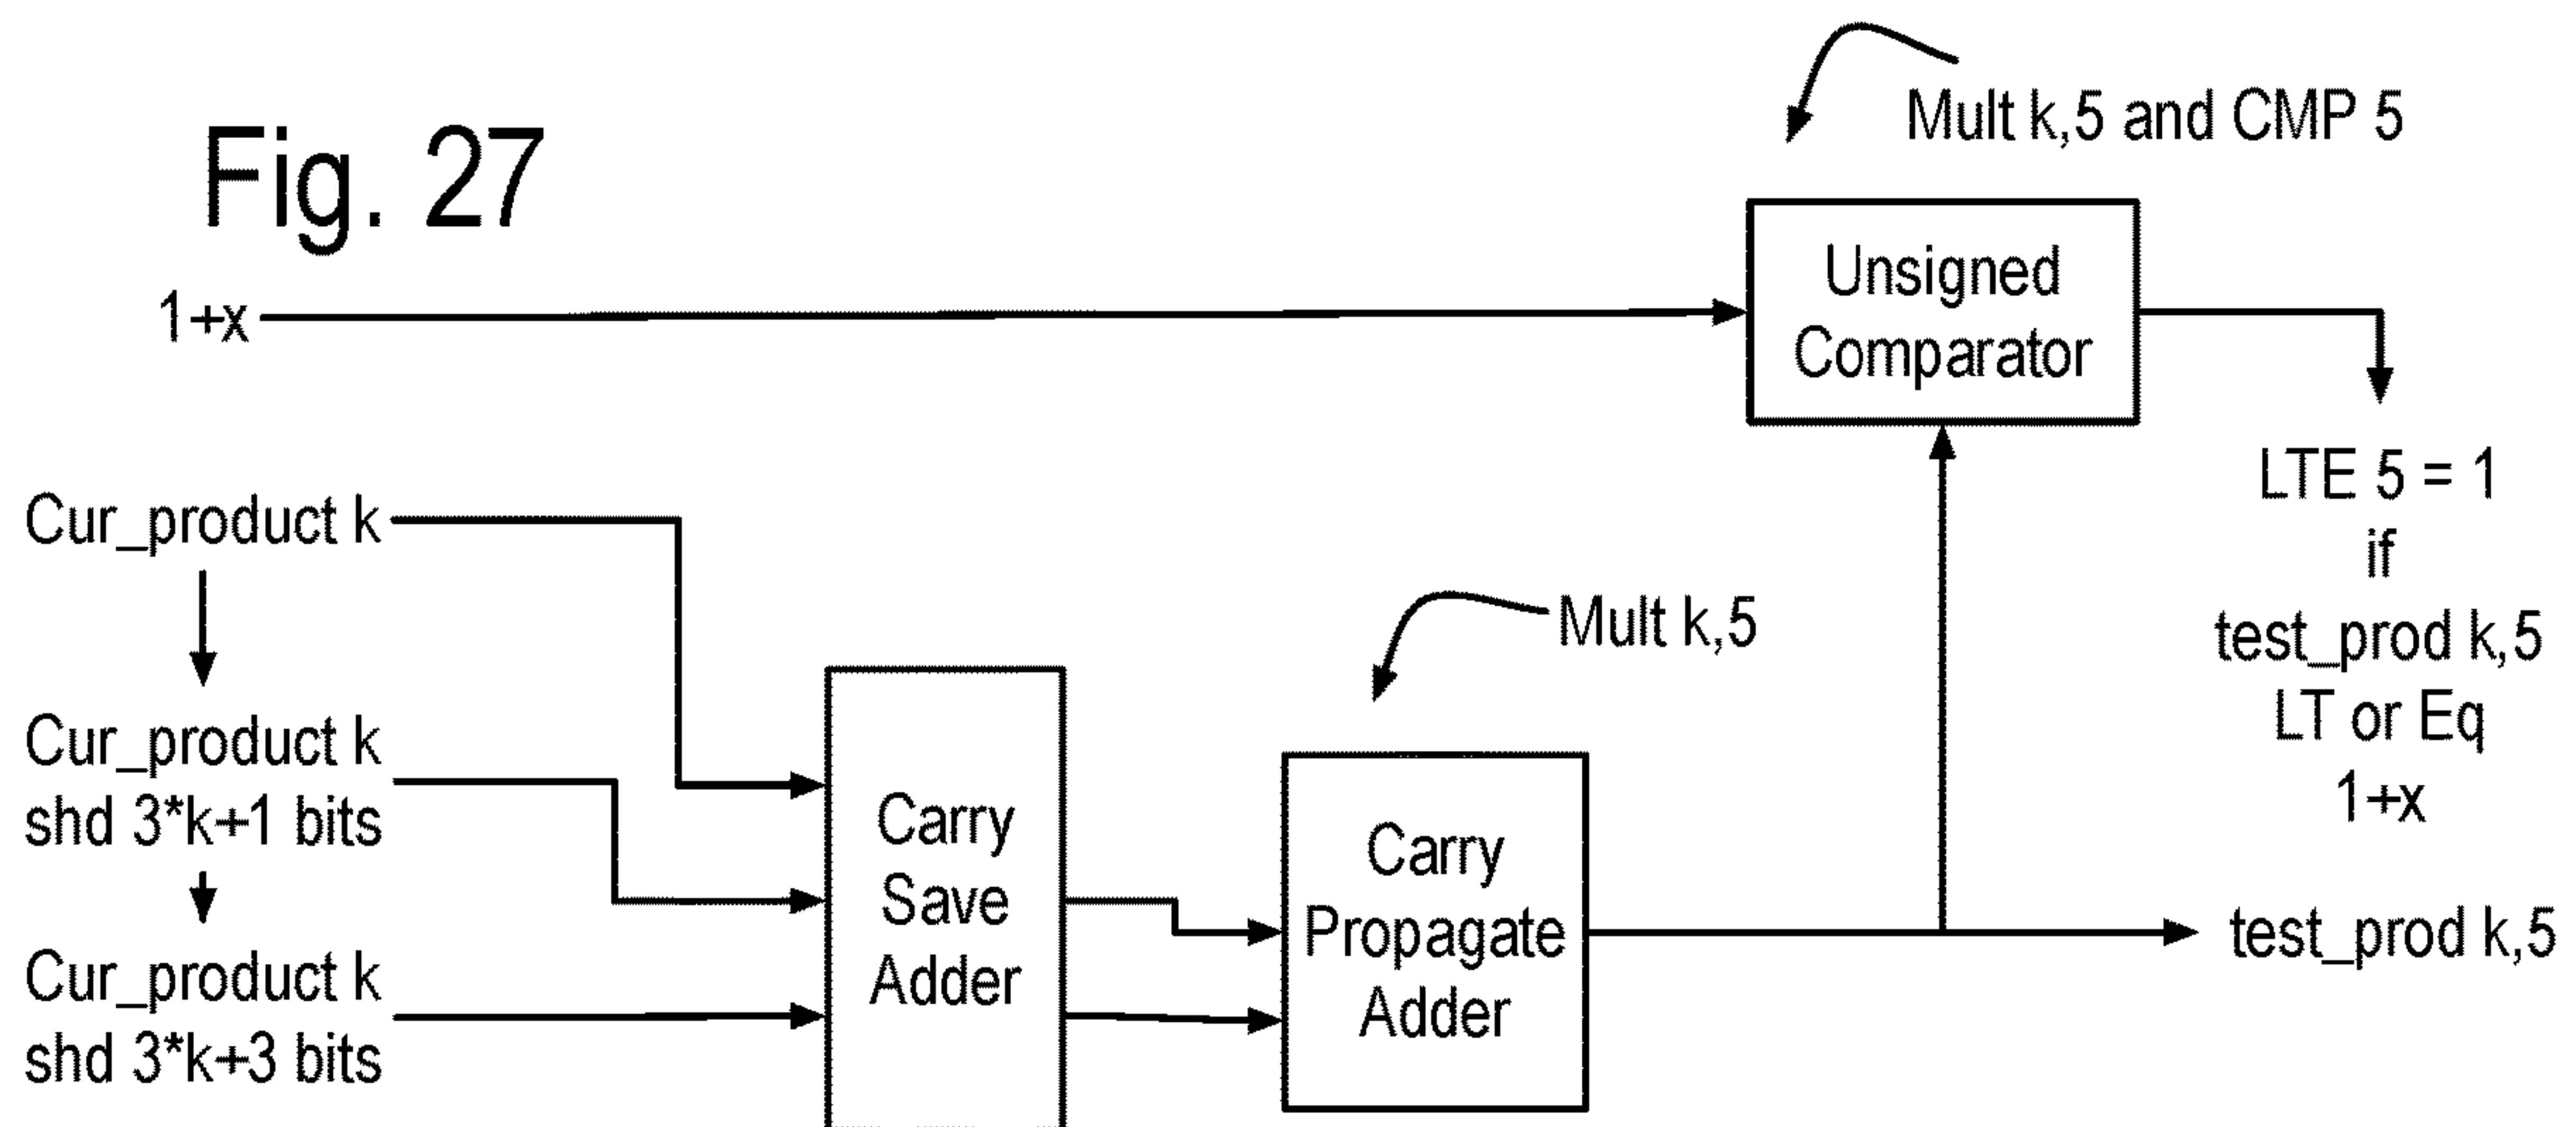 Fig. 27
Mult k,5 and CMP 5
1+x
Unsigned
Comparator
LTE 5 = 1
if
test_prod k,5
LT or Eq
1+x
Cur_product k
Mult k,5
Cur_product k
shd 3*k+1 bits
Cur_product k
shd 3*k+3 bits
Carry
Save
Adder
Carry
Propagate
Adder
test_prod k,5